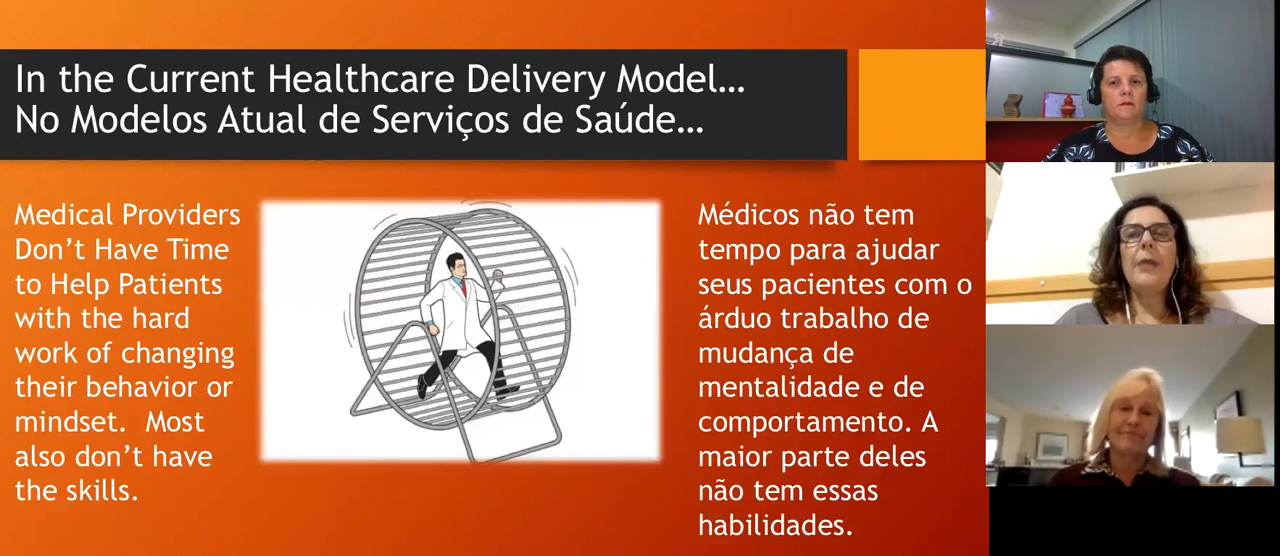 In the Current Healthcare Delivery Model…
No Modelos Atual de Serviços de Saúde…
Medical Providers
Don’t Have Time
to Help Patients
with the hard
work of changing
their behavior or
mindset.  Most
also don’t have
the skills.
Médicos não tem
tempo para ajudar
seus pacientes com o
árduo trabalho de
mudança de
mentalidade e de
comportamento. A
maior parte deles
não tem essas
habilidades.